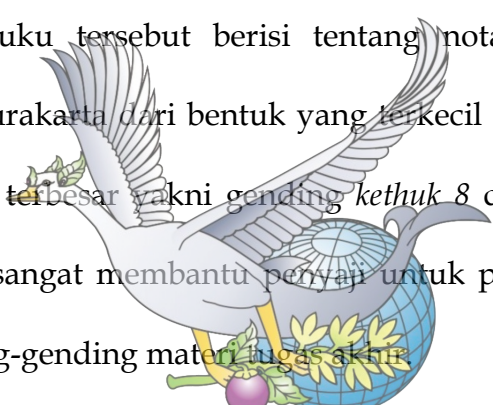 uku tersebut berisi tentang nota
urakarta dari bentuk yang terkecil
terbesar yakni gending kethuk 8
sangat membantu penyaji untuk p
g-gending materi tugas akhir.